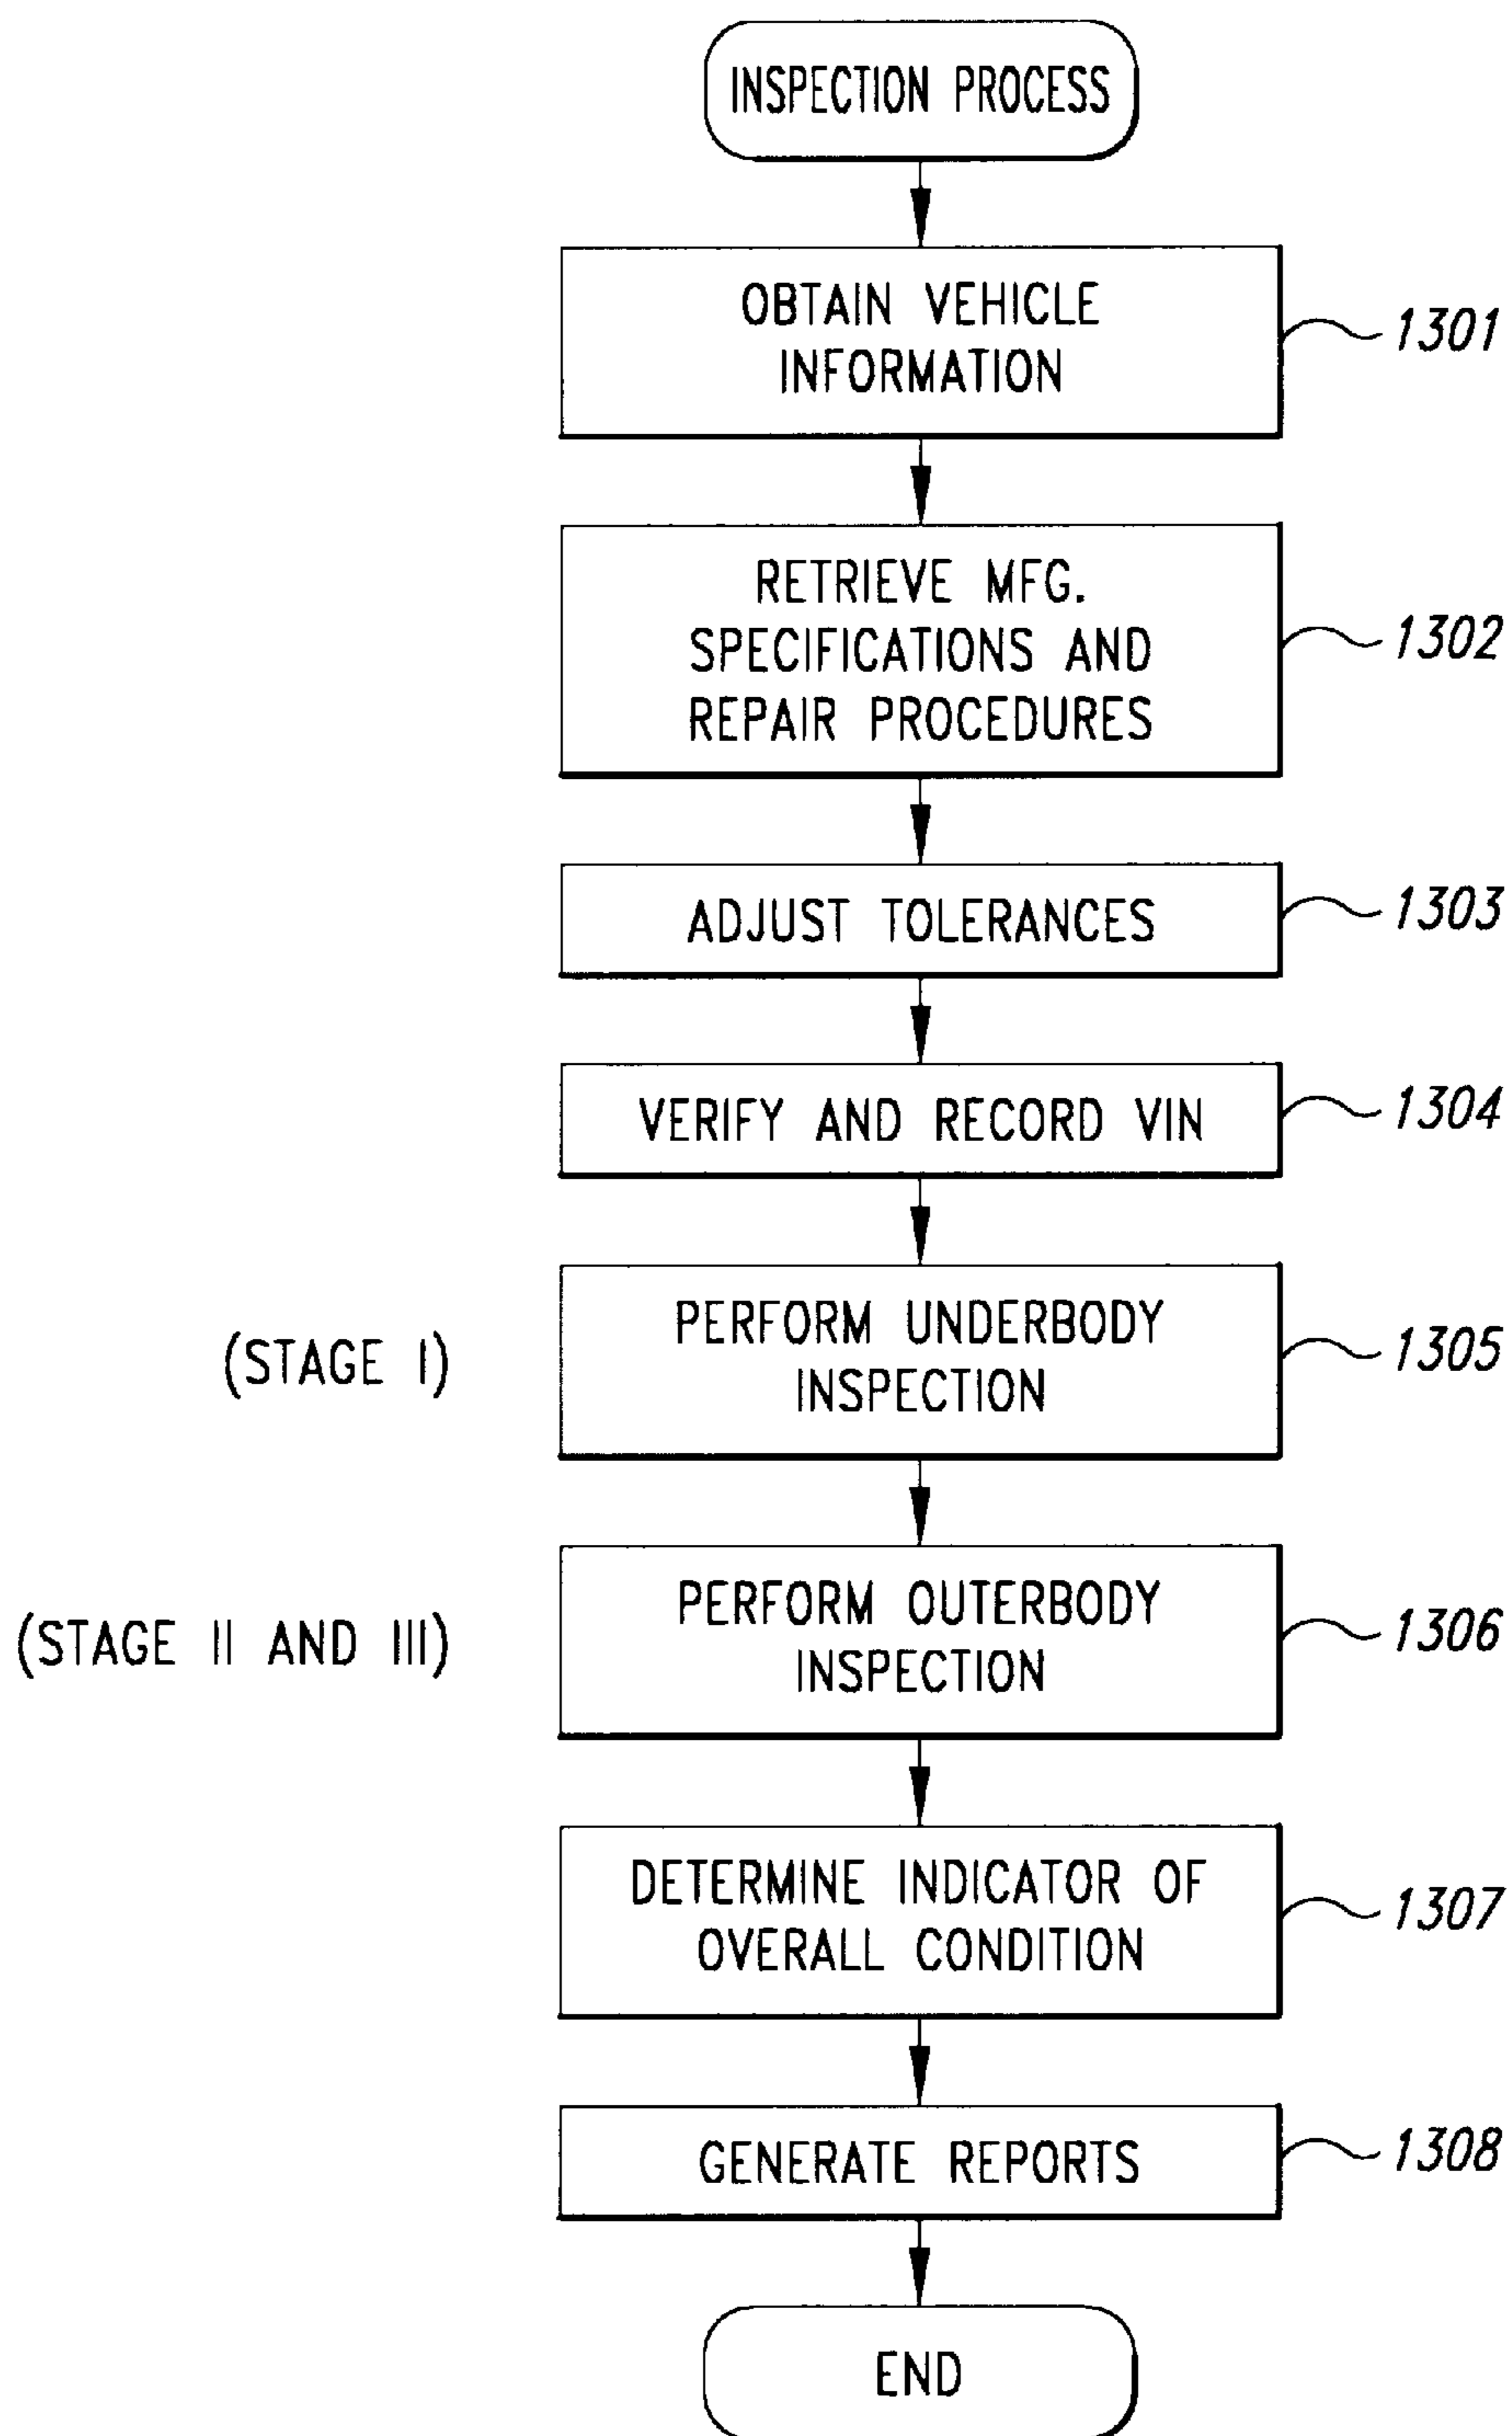 INSPECTION PROCESS
OBTAIN VEHICLE
INFORMATION
1301
RETRIEVE MFG.
SPECIFICATIONS AND
REPAIR PROCEDURES
1302
ADJUST TOLERANCES
1303
VERIFY AND RECORD VIN
1304
(STAGE I)
PERFORM UNDERBODY
INSPECTION
1305
(STAGE II AND III)
PERFORM OUTERBODY
INSPECTION
1306
DETERMINE INDICATOR OF
OVERALL CONDITION
1307
GENERATE REPORTS
1308
END